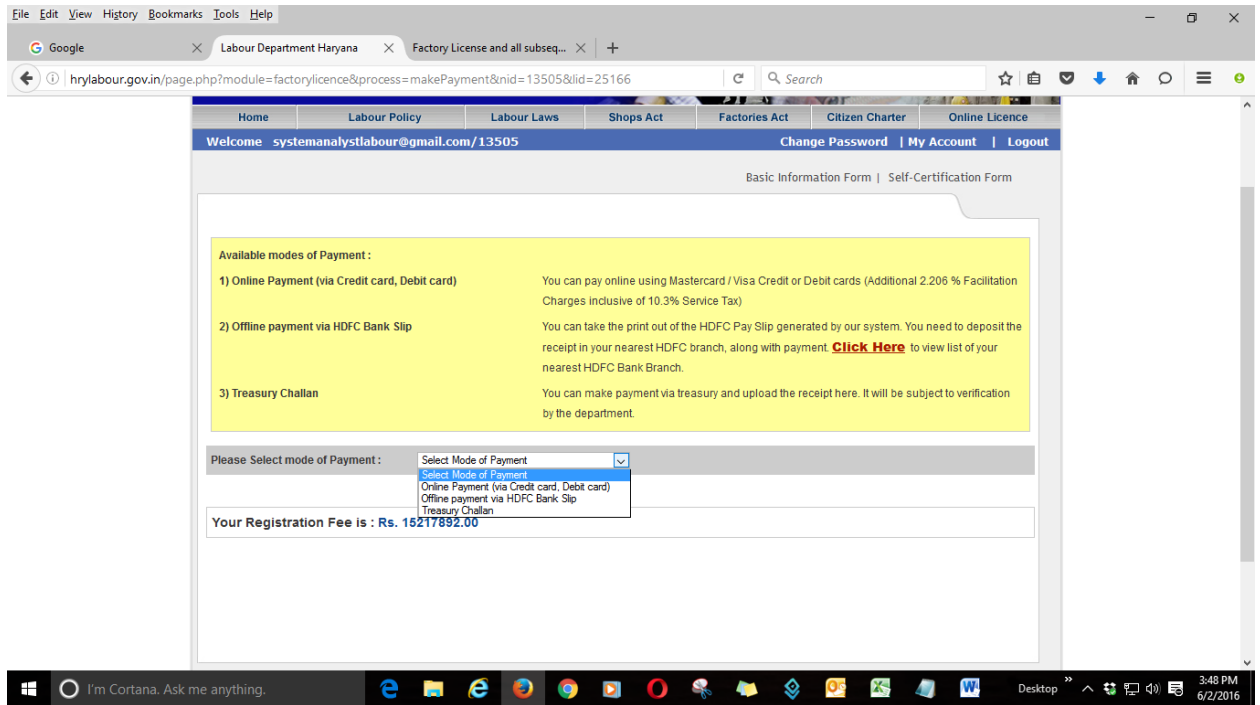 File Edit View History Bookmarks Tools Help
Google
Labour Department Haryana
Factory License and all subseq...
hrylabour.gov.in/page.php?module=factorylicence&process=makePayment&nid=13505&lid=25166
Search
Home Labour Policy Labour Laws Shops Act Factories Act Citizen Charter Online Licence
Welcome systemanalystlabour@gmail.com/13505 Change Password | My Account | Logout
Basic Information Form | Self-Certification Form
Available modes of Payment :
1) Online Payment (via Credit card, Debit card) You can pay online using Mastercard / Visa Credit or Debit cards (Additional 2.206 % Facilitation
Charges inclusive of 10.3% Service Tax)
2) Offline payment via HDFC Bank Slip You can take the print out of the HDFC Pay Slip generated by our system. You need to deposit the
receipt in your nearest HDFC branch, along with payment. Click Here to view list of your
nearest HDFC Bank Branch.
3) Treasury Challan You can make payment via treasury and upload the receipt here. It will be subject to verification
by the department.
Please Select mode of Payment : Select Mode of Payment
Select Mode of Payment
Online Payment (via Credit card, Debit card)
Offline payment via HDFC Bank Slip
Treasury Challan
Your Registration Fee is : Rs. 15217892.00
I'm Cortana. Ask me anything.
Desktop
3:48 PM
6/2/2016